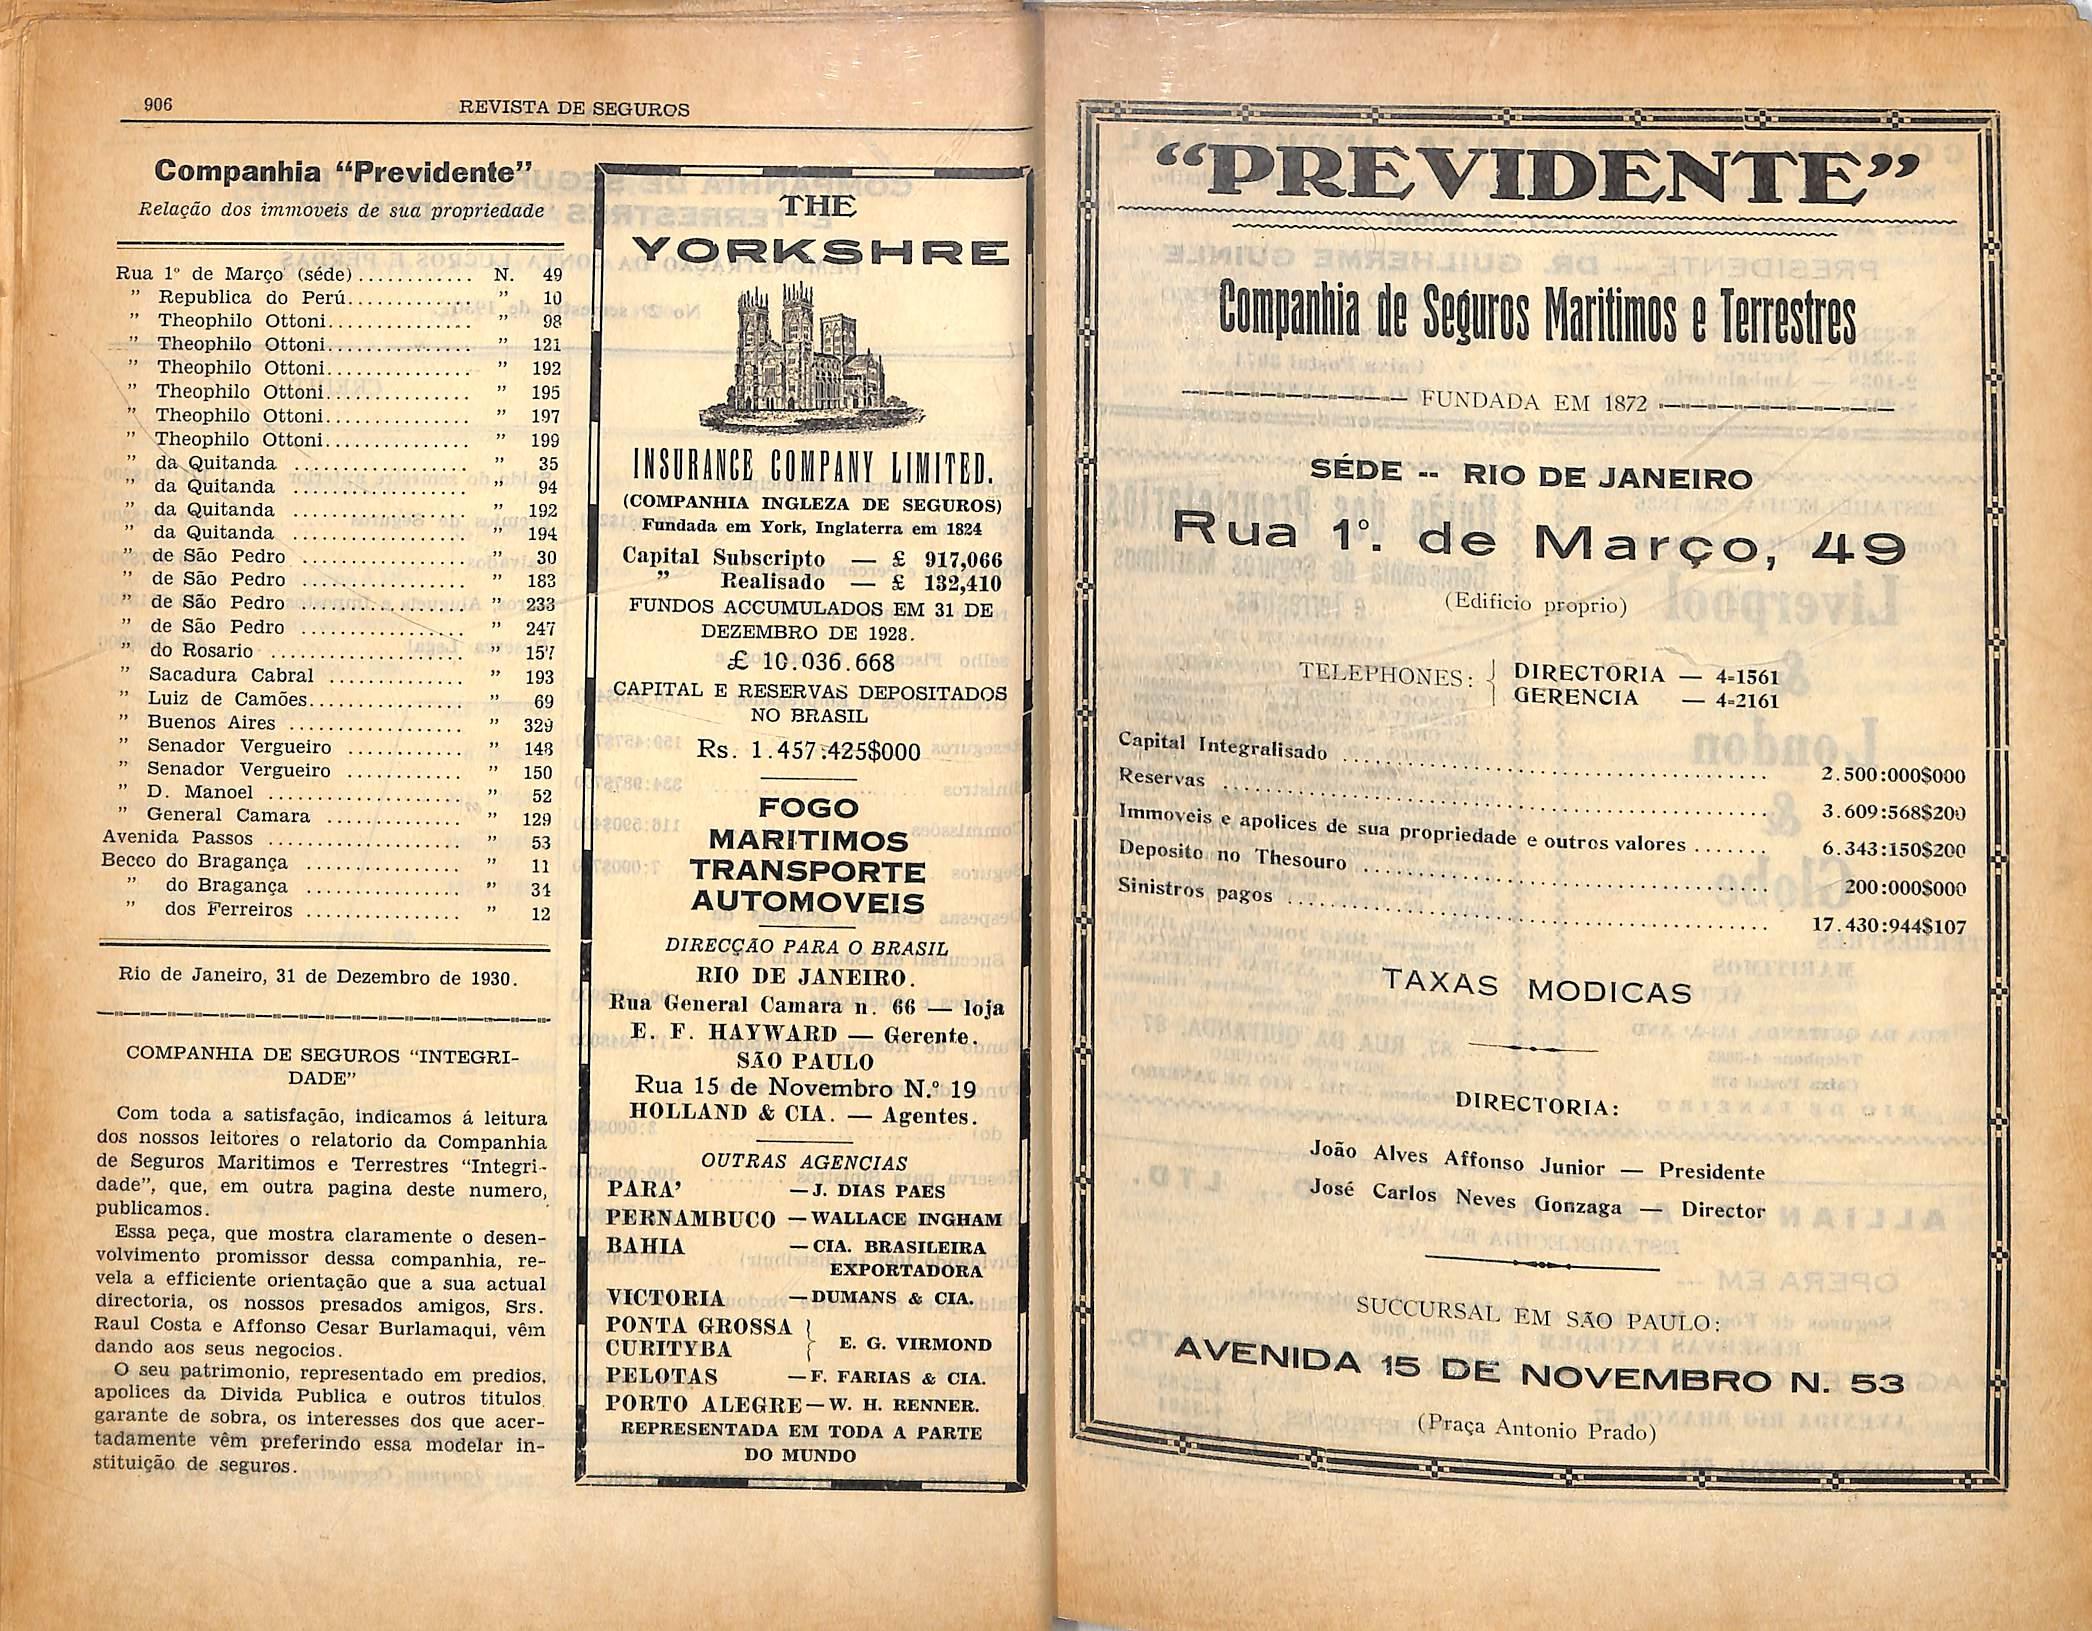 906
REVISTA DE SEGUROS
Companhia "Previdente"
Relação dos immoveis de sua propriedade
Rua 1º de Março (séde) ............ N. 49
" Republica do Perú............. " 10
" Theophilo Ottoni............... " 98
" Theophilo Ottoni............... " 121
" Theophilo Ottoni............... " 192
" Theophilo Ottoni............... " 195
" Theophilo Ottoni............... " 197
" Theophilo Ottoni............... " 199
" da Quitanda .................. " 35
" da Quitanda .................. " 94
" da Quitanda .................. " 192
" da Quitanda .................. " 194
" de São Pedro ................. " 30
" de São Pedro ................. " 183
" de São Pedro ................. " 233
" de São Pedro ................. " 247
" do Rosario .................... " 157
" Sacadura Cabral .............. " 193
" Luiz de Camões................ " 69
" Buenos Aires .................. " 329
" Senador Vergueiro ............ " 148
" Senador Vergueiro ............ " 150
" D. Manoel .................... " 52
" General Camara .............. " 129
Avenida Passos .................... " 53
Becco do Bragança ................ " 11
" do Bragança ................ " 34
" dos Ferreiros ................ " 12
Rio de Janeiro, 31 de Dezembro de 1930.
COMPANHIA DE SEGUROS "INTEGRI-
DADE"
Com toda a satisfação, indicamos á leitura
dos nossos leitores o relatorio da Companhia
de Seguros Maritimos e Terrestres "Integri-
dade", que, em outra pagina deste numero,
publicamos.
Essa peça, que mostra claramente o desen-
volvimento promissor dessa companhia, re-
vela a efficiente orientação que a sua actual
directoria, os nossos presados amigos, Srs.
Raul Costa e Affonso Cesar Burlamaqui, vêm
dando aos seus negocios.
O seu patrimonio, representado em predios,
apolices da Divida Publica e outros titulos
garante de sobra, os interesses dos que acer-
tadamente vêm preferindo essa modelar in-
stituição de seguros.
THE
YORKSHRE
INSURANCE COMPANY LIMITED.
(COMPANHIA INGLEZA DE SEGUROS)
Fundada em York, Inglaterra em 1824
Capital Subscripto — £ 917,066
" Realisado — £ 132,410
FUNDOS ACCUMULADOS EM 31 DE
DEZEMBRO DE 1928.
£ 10.036.668
CAPITAL E RESERVAS DEPOSITADOS
NO BRASIL
Rs. 1.457:425$000
FOGO
MARITIMOS
TRANSPORTE
AUTOMOVEIS
DIRECÇÃO PARA O BRASIL
RIO DE JANEIRO.
Rua General Camara n. 66 — loja
E. F. HAYWARD — Gerente.
SÃO PAULO
Rua 15 de Novembro N.º 19
HOLLAND & CIA. — Agentes.
OUTRAS AGENCIAS
PARA' — J. DIAS PAES
PERNAMBUCO — WALLACE INGHAM
BAHIA — CIA. BRASILEIRA
EXPORTADORA
VICTORIA — DUMANS & CIA.
PONTA GROSSA }
CURITYBA } E. G. VIRMOND
PELOTAS — F. FARIAS & CIA.
PORTO ALEGRE — W. H. RENNER.
REPRESENTADA EM TODA A PARTE
DO MUNDO
"PREVIDENTE"
Companhia de Seguros Maritimos e Terrestres
FUNDADA EM 1872
SÉDE -- RIO DE JANEIRO
Rua 1º. de Março, 49
(Edificio proprio)
TELEPHONES: { DIRECTORIA — 4-1561
GERENCIA — 4-2161
Capital Integralisado .................................... 2.500:000$000
Reservas .................................... 3.609:568$200
Immoveis e apolices de sua propriedade e outros valores ....... 6.343:150$200
Deposito no Thesouro .................................... 200:000$000
Sinistros pagos .................................... 17.430:944$107
TAXAS MODICAS
DIRECTORIA:
João Alves Affonso Junior — Presidente
José Carlos Neves Gonzaga — Director
SUCCURSAL EM SÃO PAULO:
AVENIDA 15 DE NOVEMBRO N. 53
(Praça Antonio Prado)